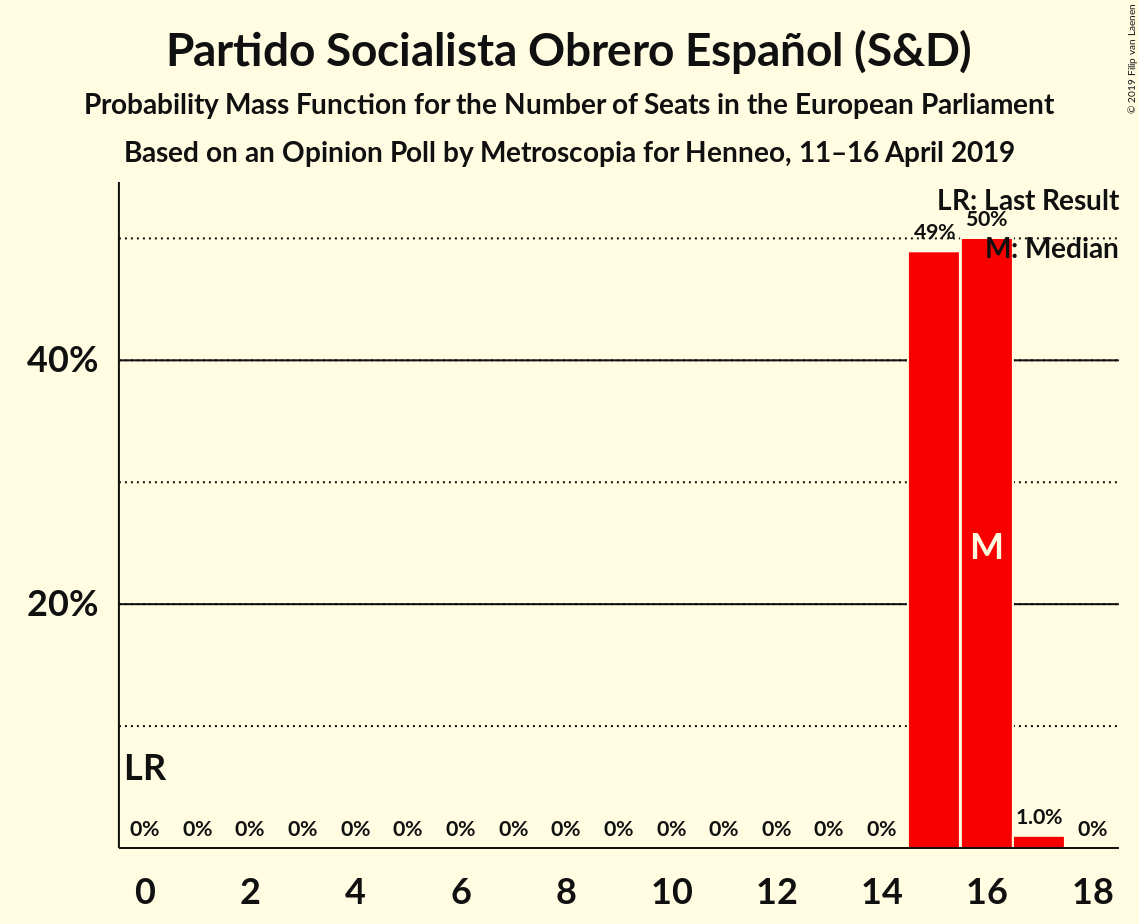 Partido Socialista Obrero Español (S&D)
Probability Mass Function for the Number of Seats in the European Parliament
Based on an Opinion Poll by Metroscopia for Henneo, 11–16 April 2019
© 2019 Filip van Laenen
LR: Last Result
M: Median
49% 50%
40%
20%
M
LR
0% 0% 0% 0% 0% 0% 0% 0% 0% 0% 0% 0% 0% 0% 0% 1.0% 0%
0 2 4 6 8 10 12 14 16 18